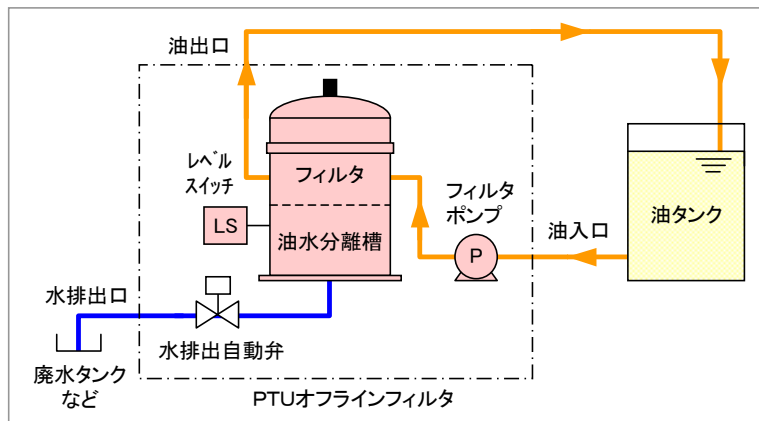 油出口
レベル
スイッチ
フィルタ
LS
油水分離槽
フィルタ
ポンプ
P
油入口
油タンク
水排出口
水排出自動弁
廃水タンク
など
PTUオフラインフィルタ